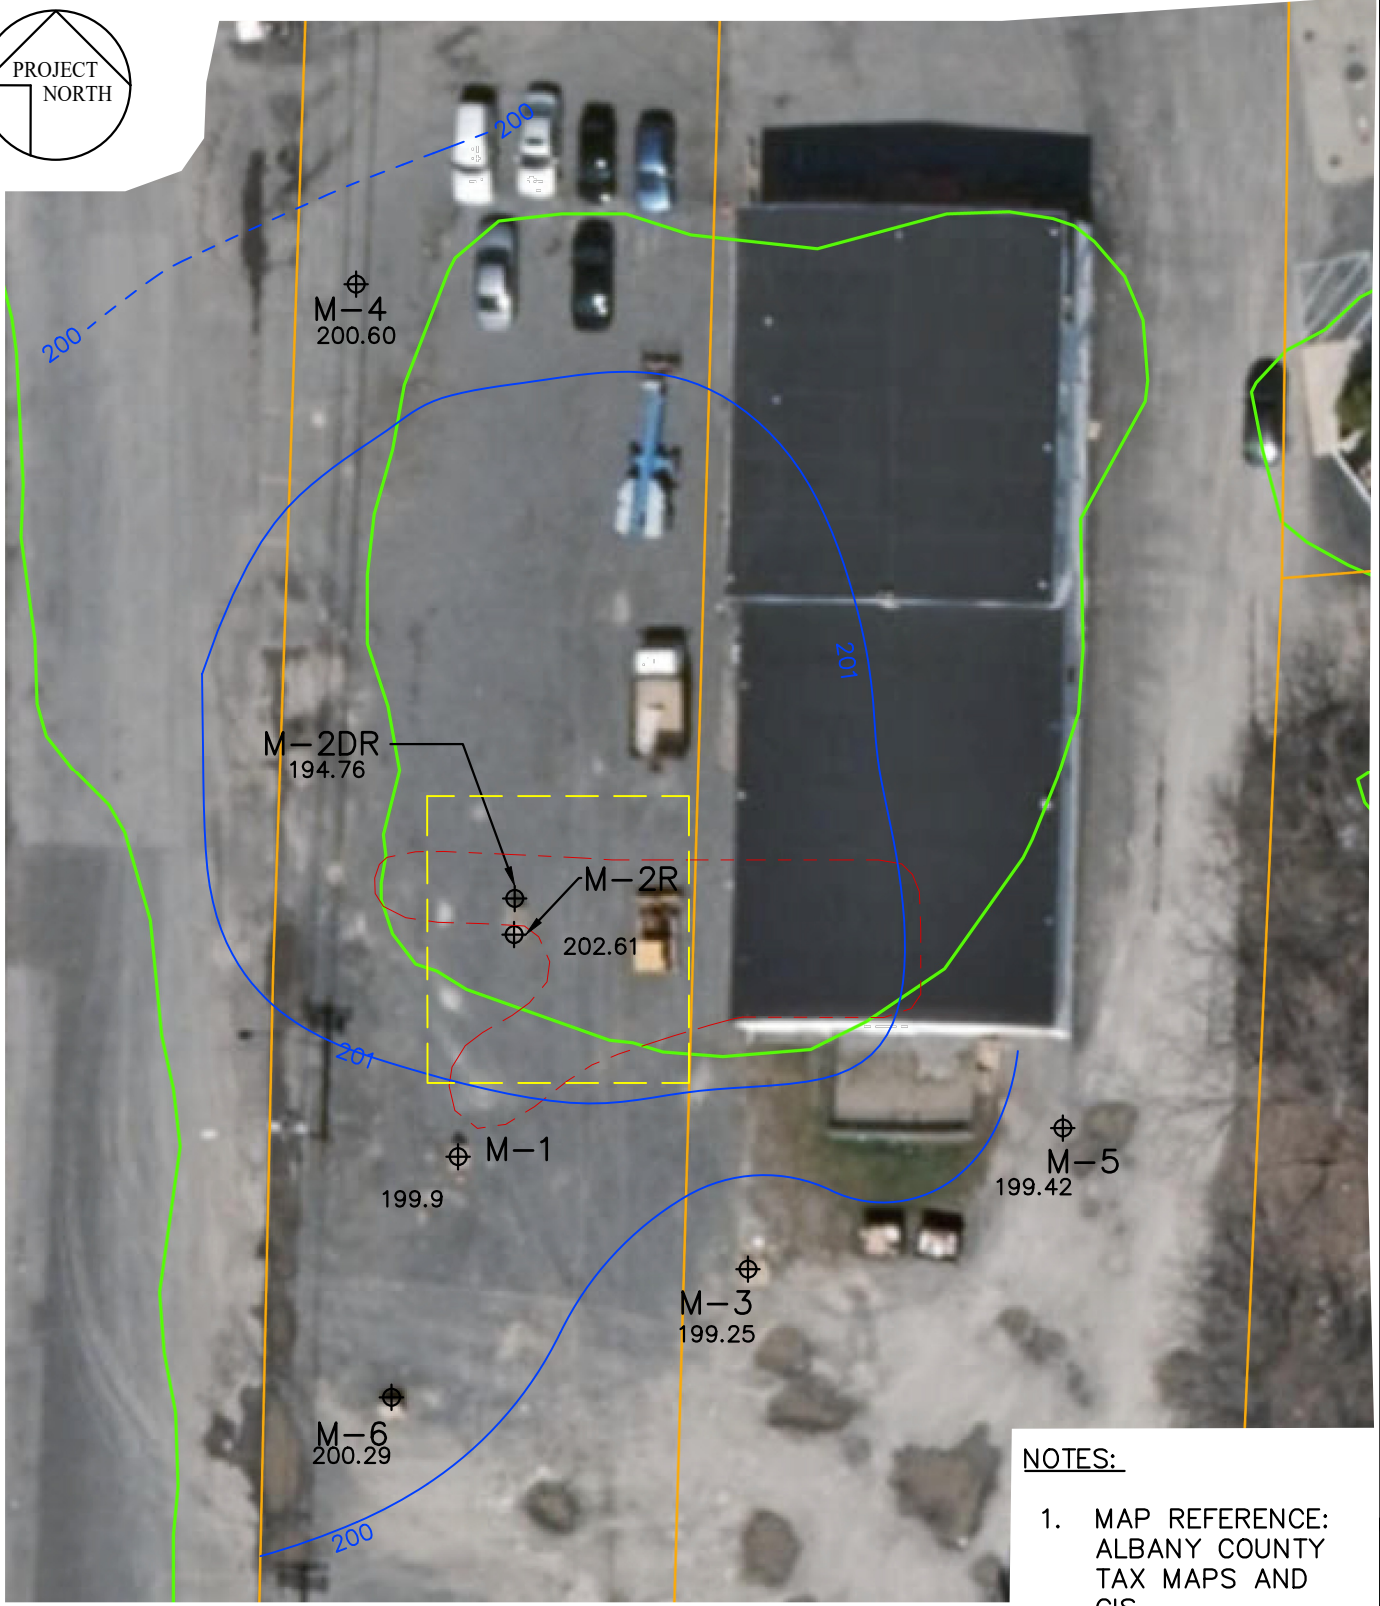 PROJECT
NORTH
200
200
M-4
200.60
201
M-2DR
194.76
M-2R
202.61
201
M-1
199.9
M-5
199.42
M-3
199.25
M-6
200.29
200
NOTES:
1. MAP REFERENCE:
ALBANY COUNTY
TAX MAPS AND
GIS